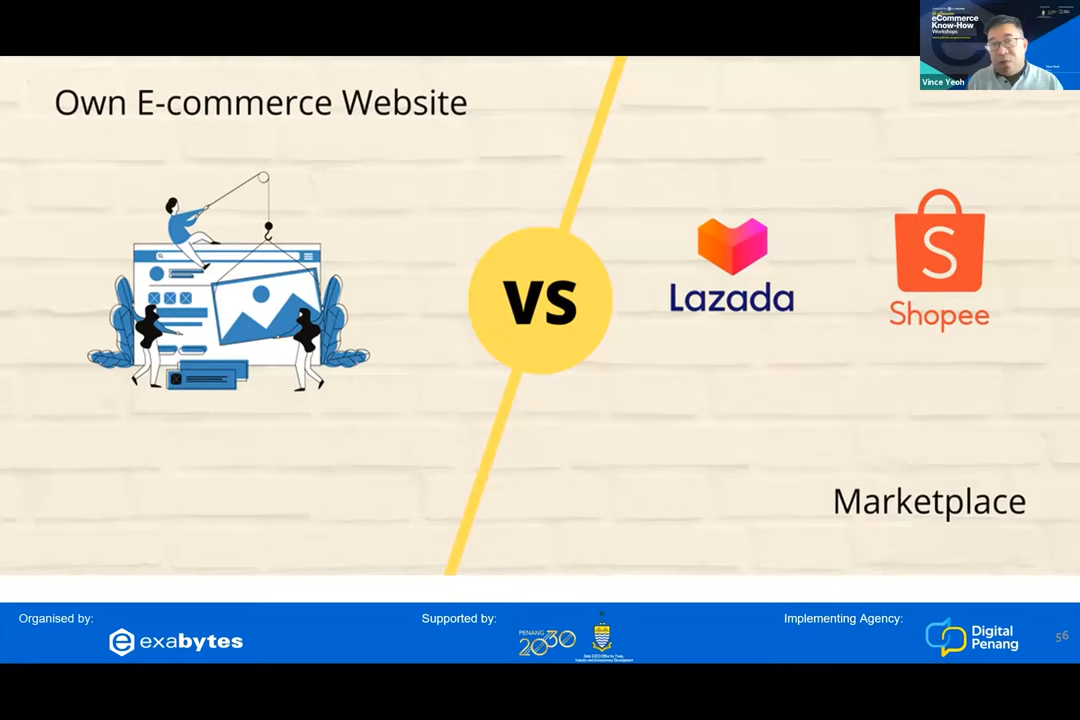 eCommerce
Know-How
Workshops
Vince Yeoh
Own E-commerce Website
VS
Lazada
S
Shopee
Marketplace
Organised by:
exabytes
Supported by:
PENANG
2030
Implementing Agency:
Digital
Penang
56